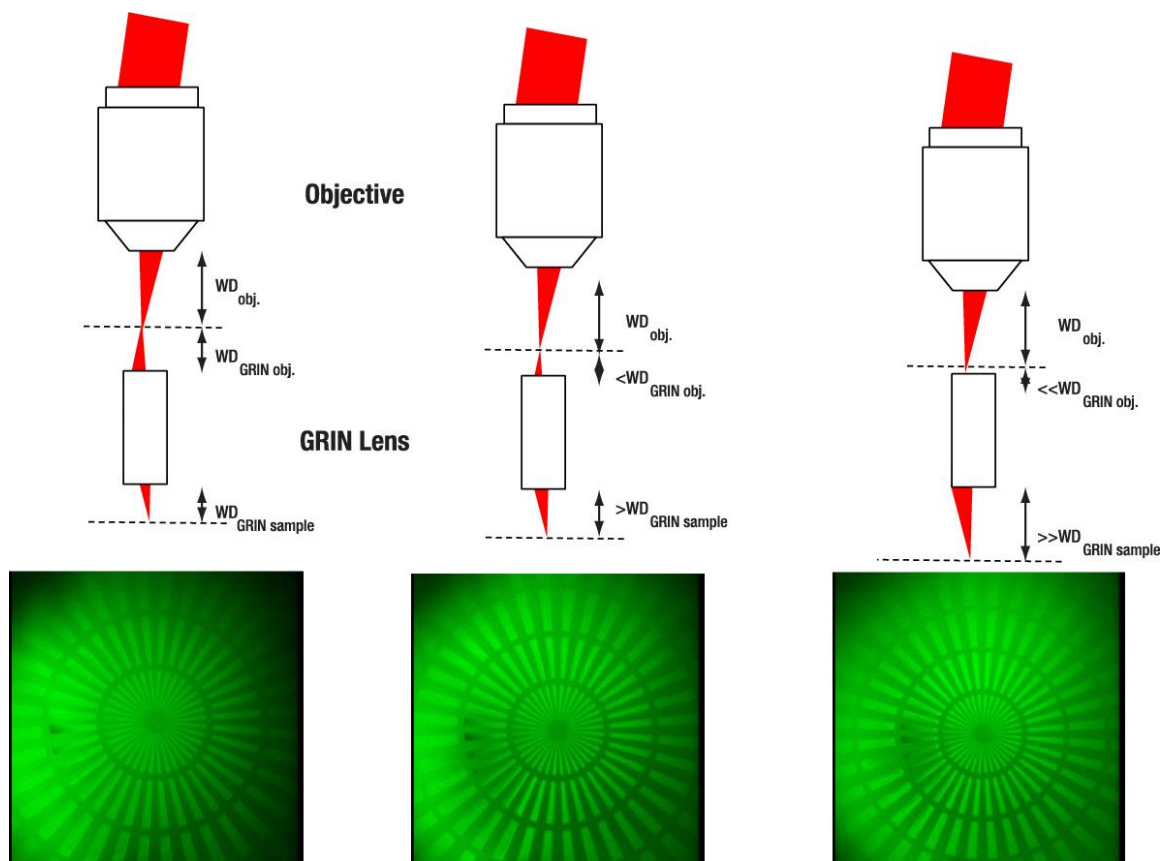 Objective
GRIN Lens
WD
obj.
WD
GRIN obj.
WD
GRIN sample
WD
obj.
<WD
GRIN obj.
>WD
GRIN sample
WD
obj.
<<WD
GRIN obj.
>>WD
GRIN sample